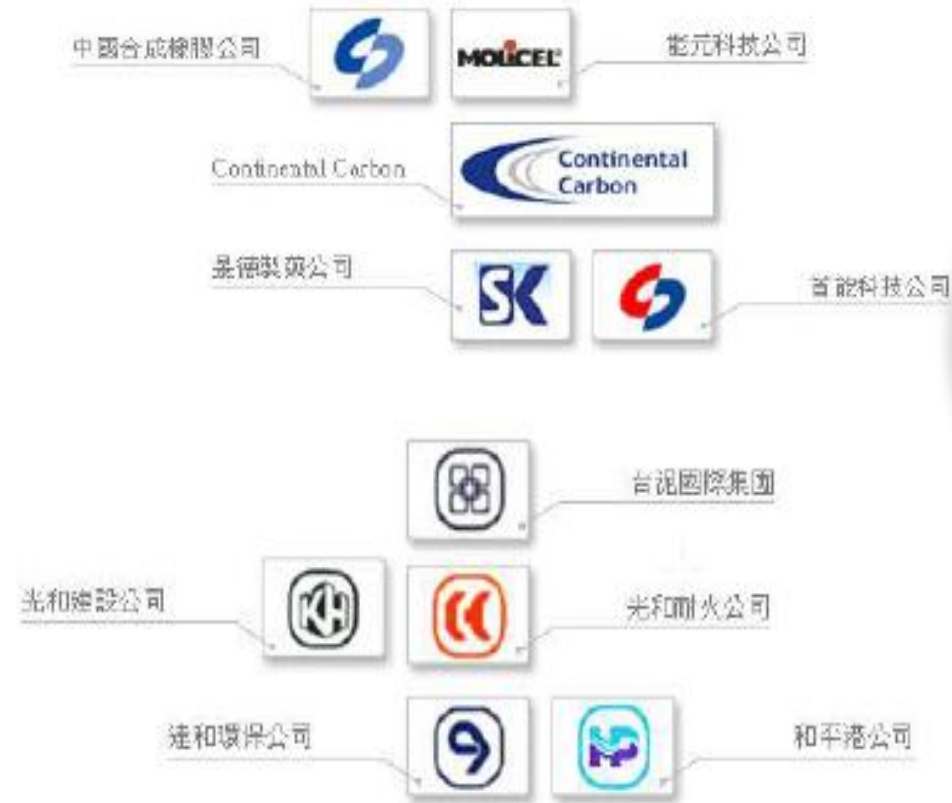 中國合成橡膠公司
MOLICEL
能元科技公司
Continental Carbon
Continental
Carbon
景德製藥公司
SK
首能科技公司
台泥國際集團
光和建設公司
KH
光和耐火公司
達和環保公司
HP
和平港公司